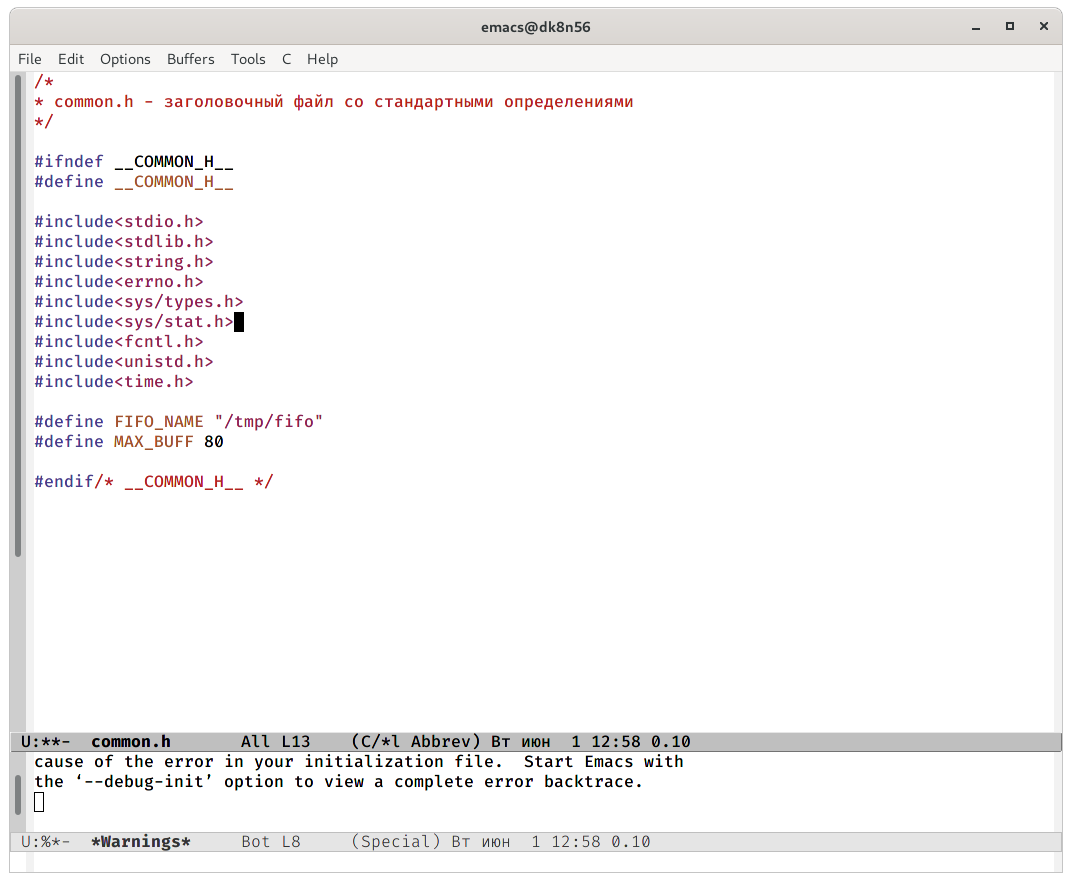 emacs@dk8n56
File Edit Options Buffers Tools C Help
/*
* common.h - заголовочный файл со стандартными определениями
*/
#ifndef __COMMON_H__
#define __COMMON_H__
#include<stdio.h>
#include<stdlib.h>
#include<string.h>
#include<errno.h>
#include<sys/types.h>
#include<sys/stat.h>
#include<fcntl.h>
#include<unistd.h>
#include<time.h>
#define FIFO_NAME "/tmp/fifo"
#define MAX_BUFF 80
#endif/* __COMMON_H__ */
U:**-  common.h       All L13    (C/*l Abbrev) Вт июн  1 12:58 0.10
cause of the error in your initialization file.  Start Emacs with
the ‘--debug-init’ option to view a complete error backtrace.
U:%*-  *Warnings*     Bot L8     (Special) Вт июн  1 12:58 0.10